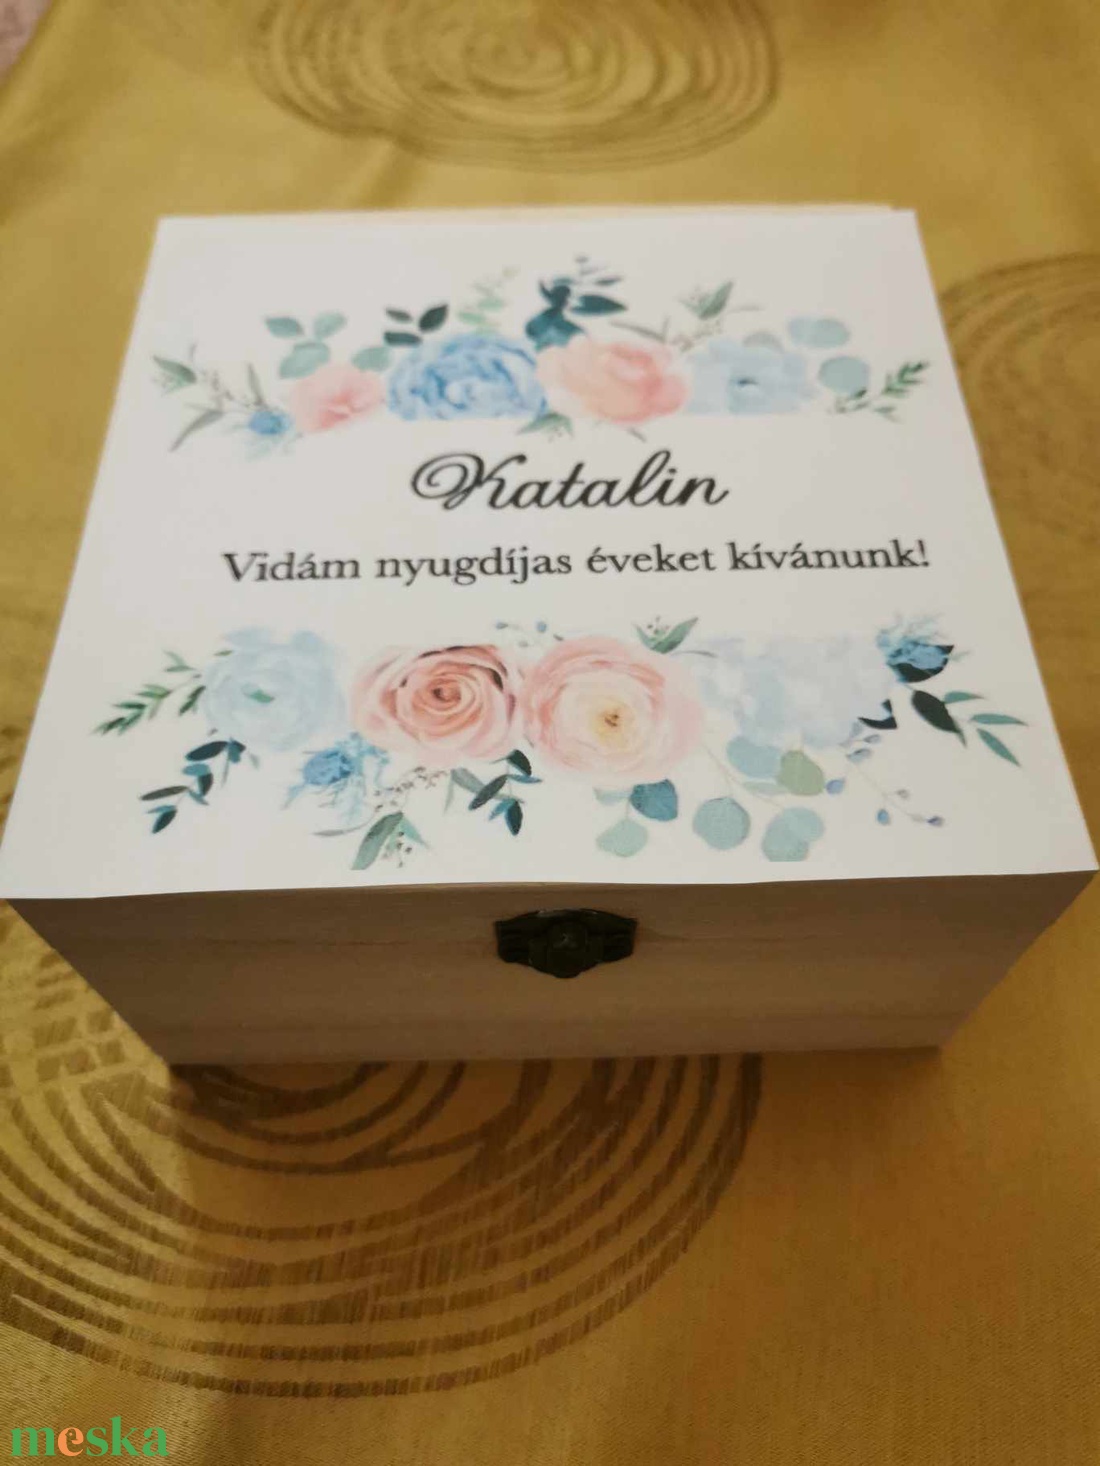 Katalin
Vidám nyugdíjas éveket kívánunk!
meska